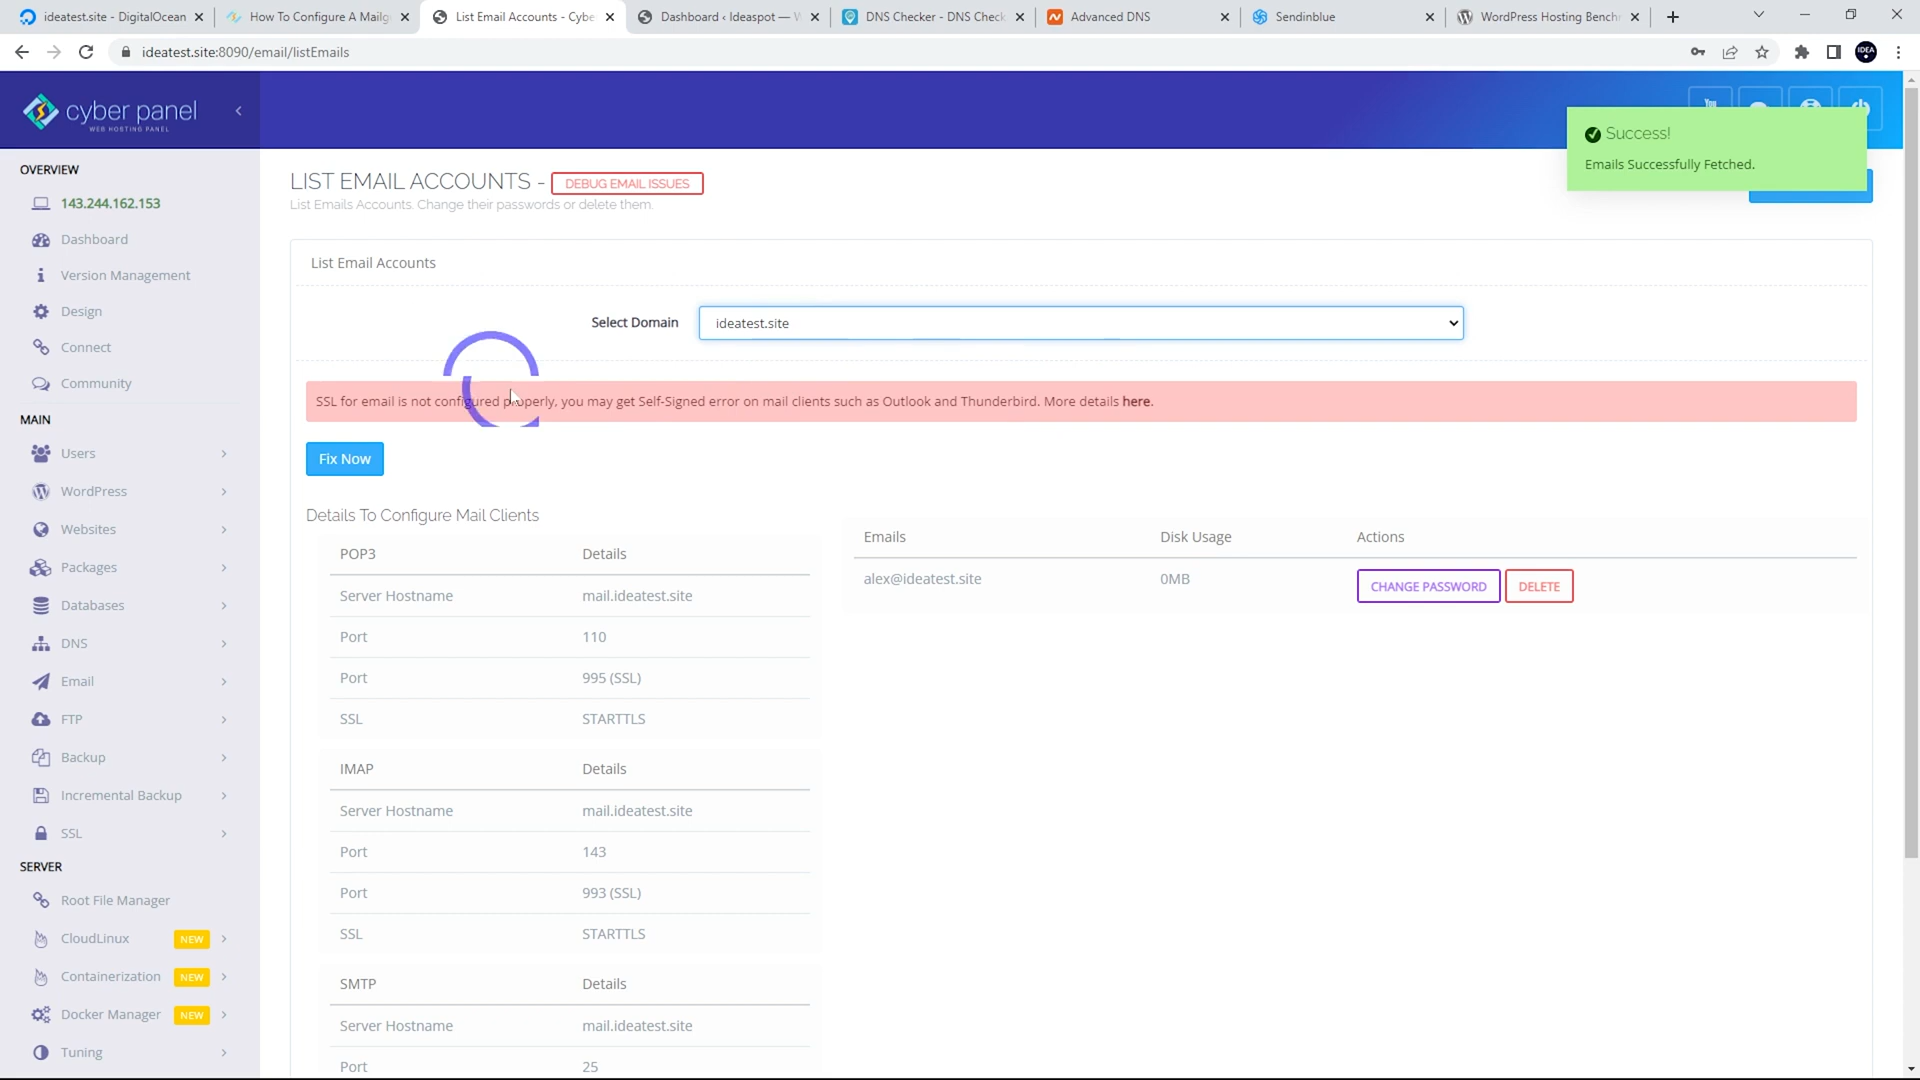 ideatest.site - DigitalOcean
How To Configure A Mailg
List Email Accounts - Cybe
Dashboard ‹ Ideaspot — W
DNS Checker - DNS Check
Advanced DNS
Sendinblue
WordPress Hosting Bench
ideatest.site:8090/email/listEmails
IDEA
cyber panel
WEB HOSTING PANEL
You
Success!
Emails Successfully Fetched.
OVERVIEW
143.244.162.153
Dashboard
Version Management
Design
Connect
Community
MAIN
Users
WordPress
Websites
Packages
Databases
DNS
Email
FTP
Backup
Incremental Backup
SSL
SERVER
Root File Manager
CloudLinux NEW
Containerization NEW
Docker Manager NEW
Tuning
LIST EMAIL ACCOUNTS - DEBUG EMAIL ISSUES
List Emails Accounts. Change their passwords or delete them.
List Email Accounts
Select Domain ideatest.site
SSL for email is not configured properly, you may get Self-Signed error on mail clients such as Outlook and Thunderbird. More details here.
Fix Now
Details To Configure Mail Clients
POP3 Details
Server Hostname mail.ideatest.site
Port 110
Port 995 (SSL)
SSL STARTTLS
IMAP Details
Server Hostname mail.ideatest.site
Port 143
Port 993 (SSL)
SSL STARTTLS
SMTP Details
Server Hostname mail.ideatest.site
Port 25
Emails Disk Usage Actions
alex@ideatest.site 0MB CHANGE PASSWORD DELETE